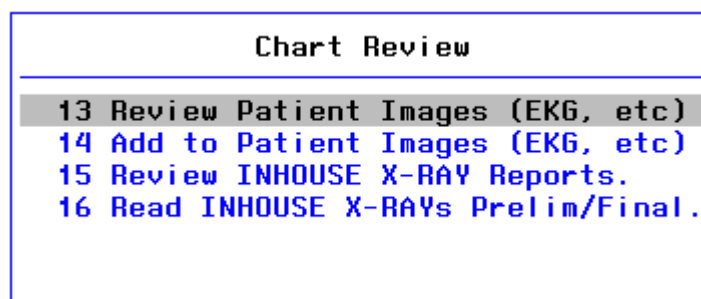 Chart Review
13 Review Patient Images (EKG, etc)
14 Add to Patient Images (EKG, etc)
15 Review INHOUSE X-RAY Reports.
16 Read INHOUSE X-RAYs Prelim/Final.